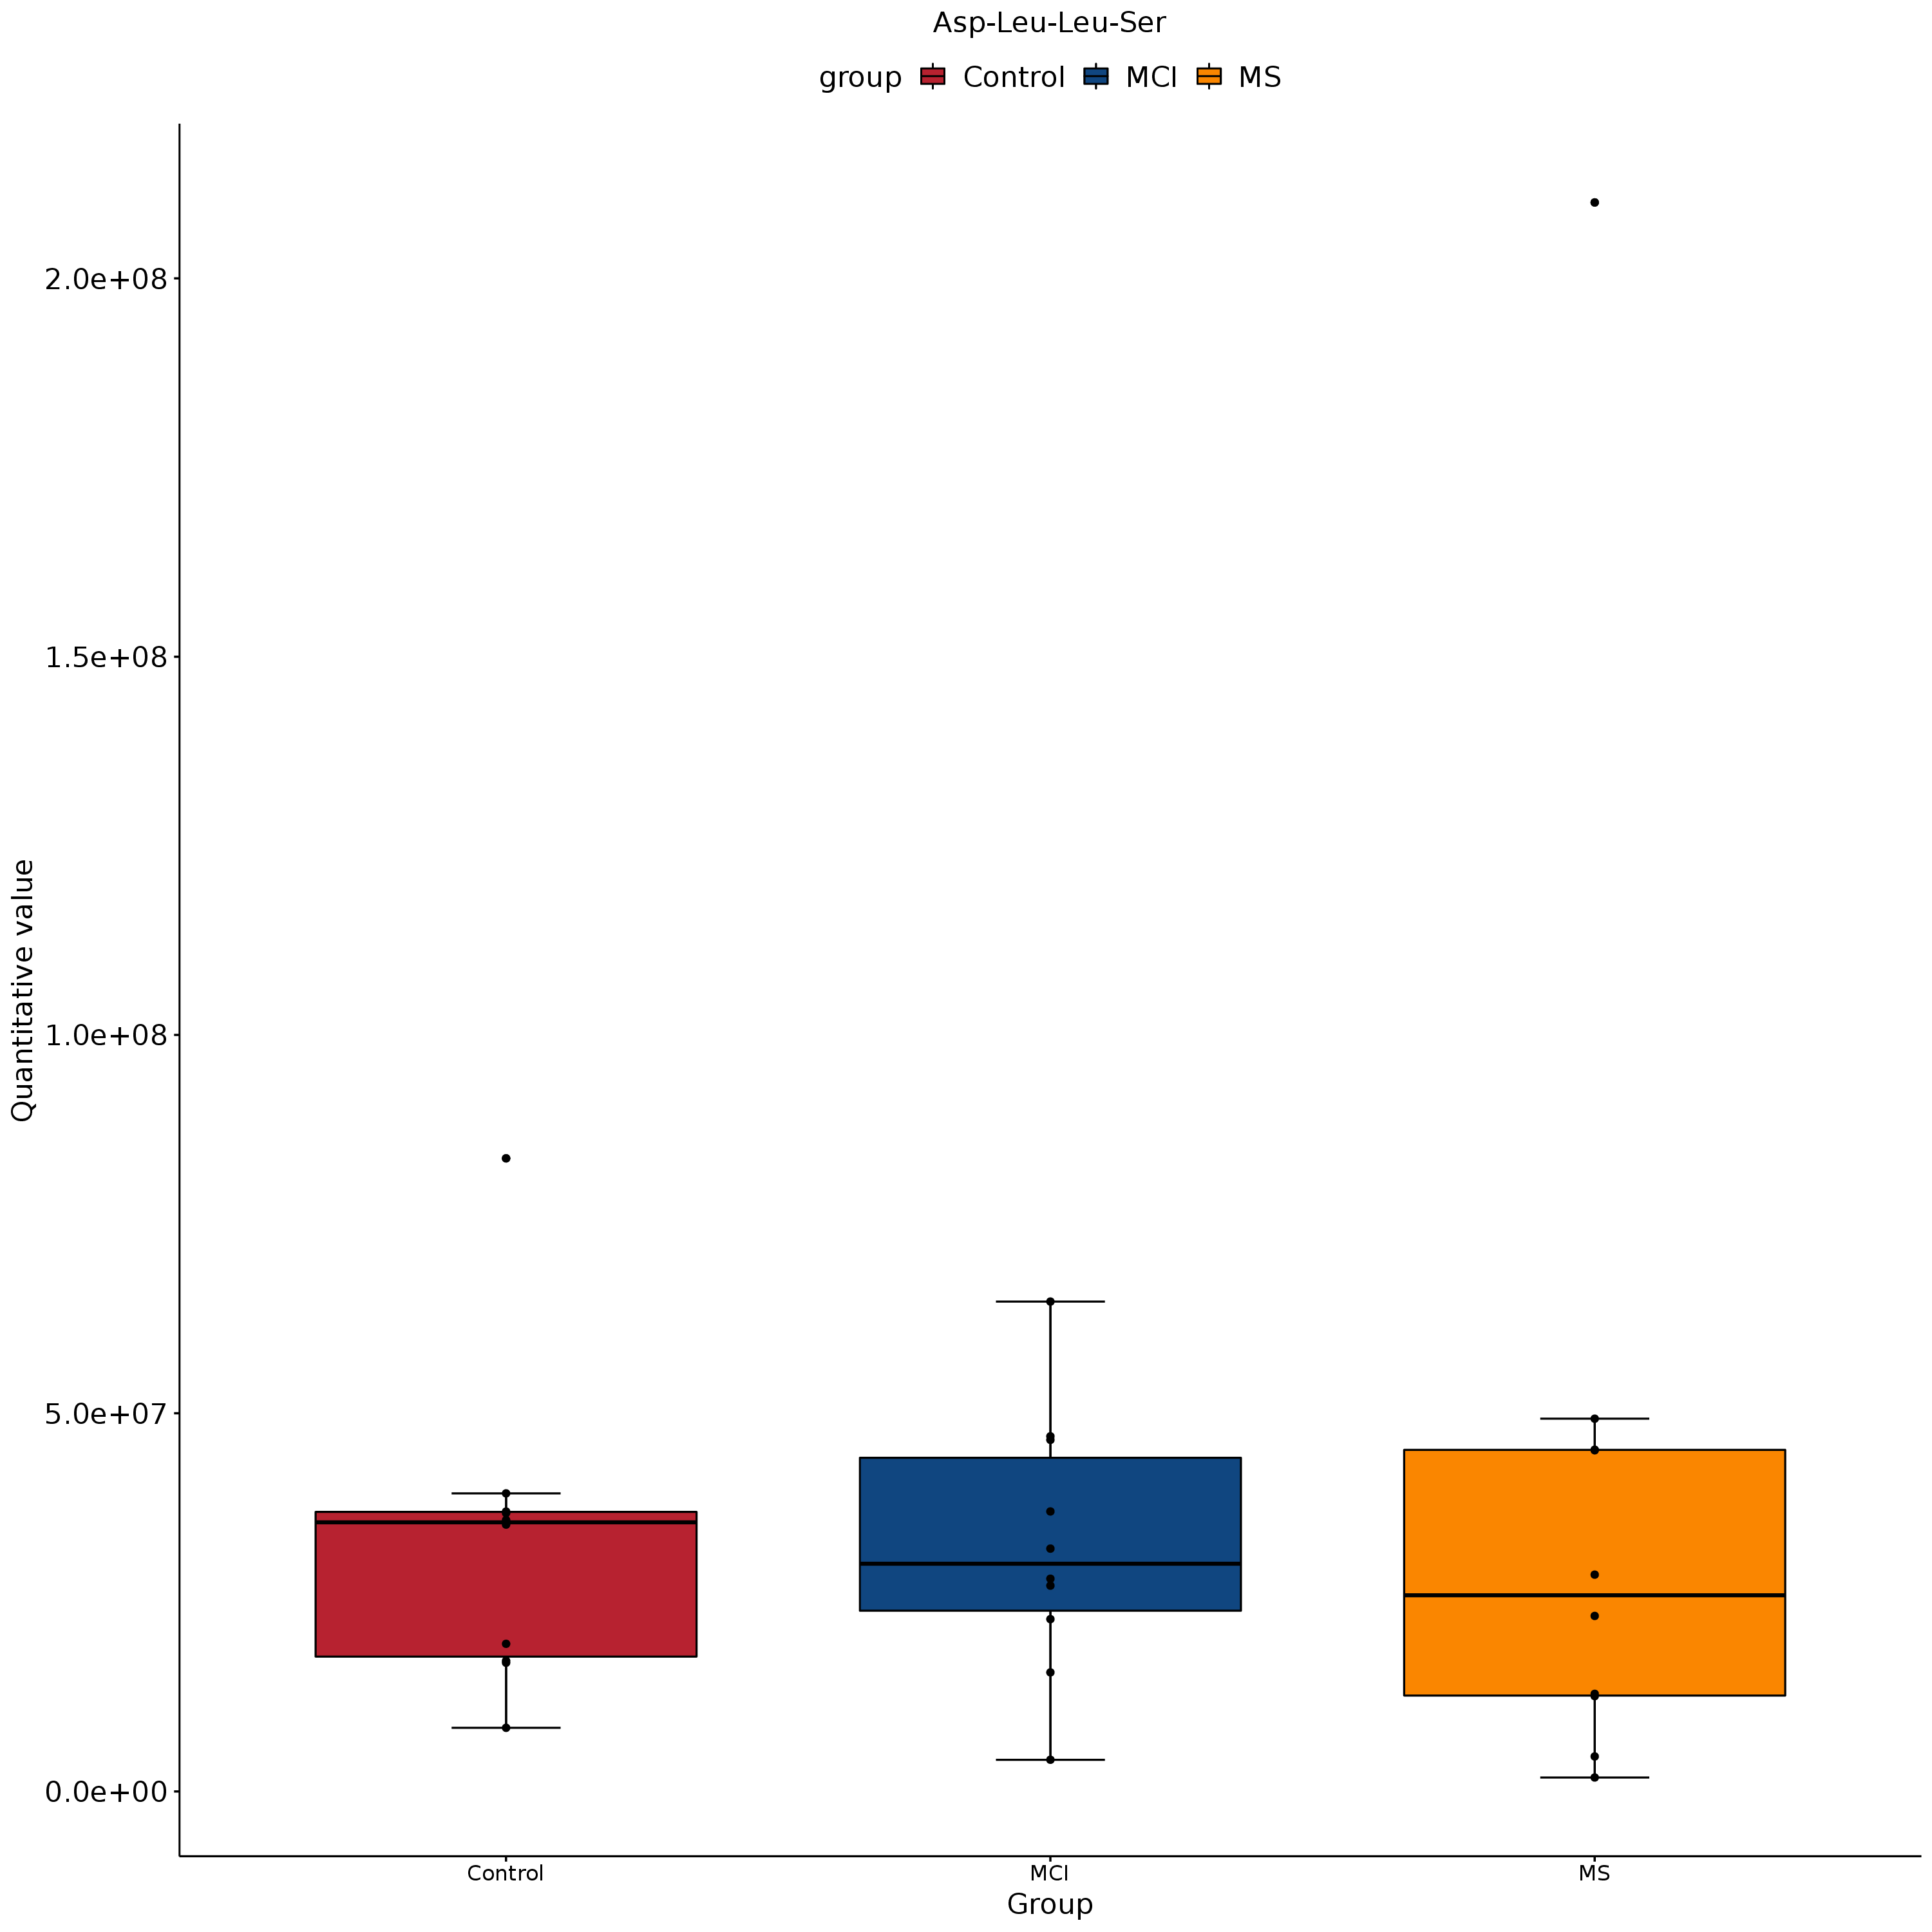 Asp-Leu-Leu-Ser
group Control MCI MS
2.0e+08
1.5e+08
1.0e+08
5.0e+07
0.0e+00
Quantitative value
Control MCI MS
Group